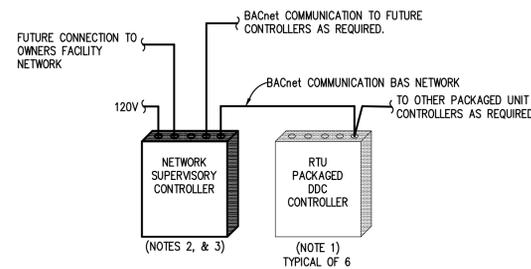 BACnet COMMUNICATION TO FUTURE
CONTROLLERS AS REQUIRED.
FUTURE CONNECTION TO
OWNERS FACILITY
NETWORK
BACnet COMMUNICATION BAS NETWORK
120V
TO OTHER PACKAGED UNIT
CONTROLLERS AS REQUIRED
NETWORK
SUPERVISORY
CONTROLLER
(NOTES 2, & 3)
RTU
PACKAGED
DDC
CONTROLLER
(NOTE 1)
TYPICAL OF 6